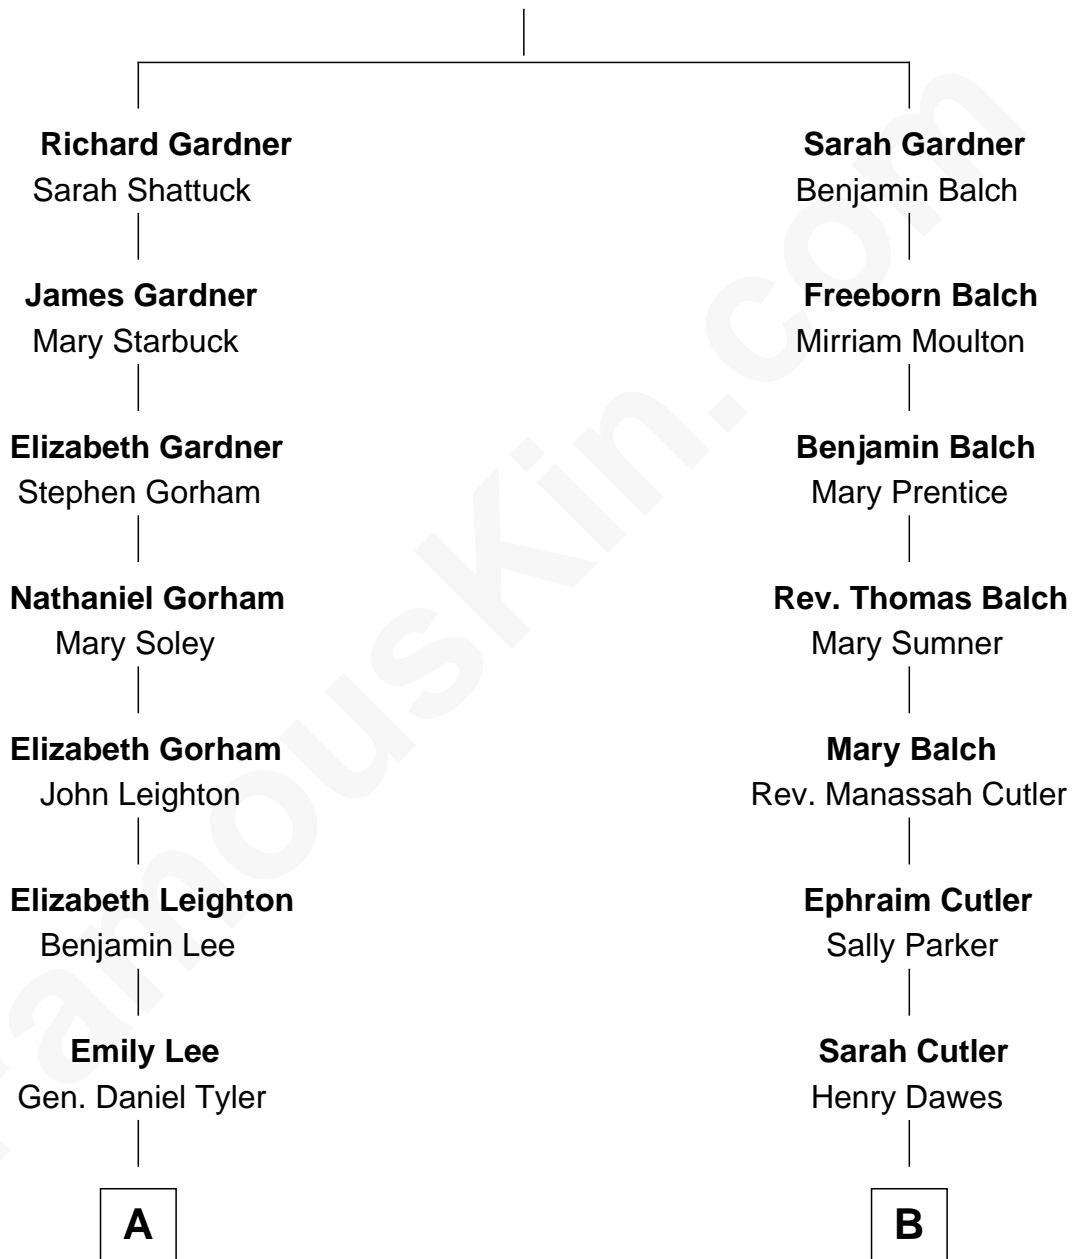 Richard Gardner
Sarah Shattuck
James Gardner
Mary Starbuck
Elizabeth Gardner
Stephen Gorham
Nathaniel Gorham
Mary Soley
Elizabeth Gorham
John Leighton
Elizabeth Leighton
Benjamin Lee
Emily Lee
Gen. Daniel Tyler
A
Sarah Gardner
Benjamin Balch
Freeborn Balch
Mirriam Moulton
Benjamin Balch
Mary Prentice
Rev. Thomas Balch
Mary Sumner
Mary Balch
Rev. Manassah Cutler
Ephraim Cutler
Sally Parker
Sarah Cutler
Henry Dawes
B
FamousKin.com